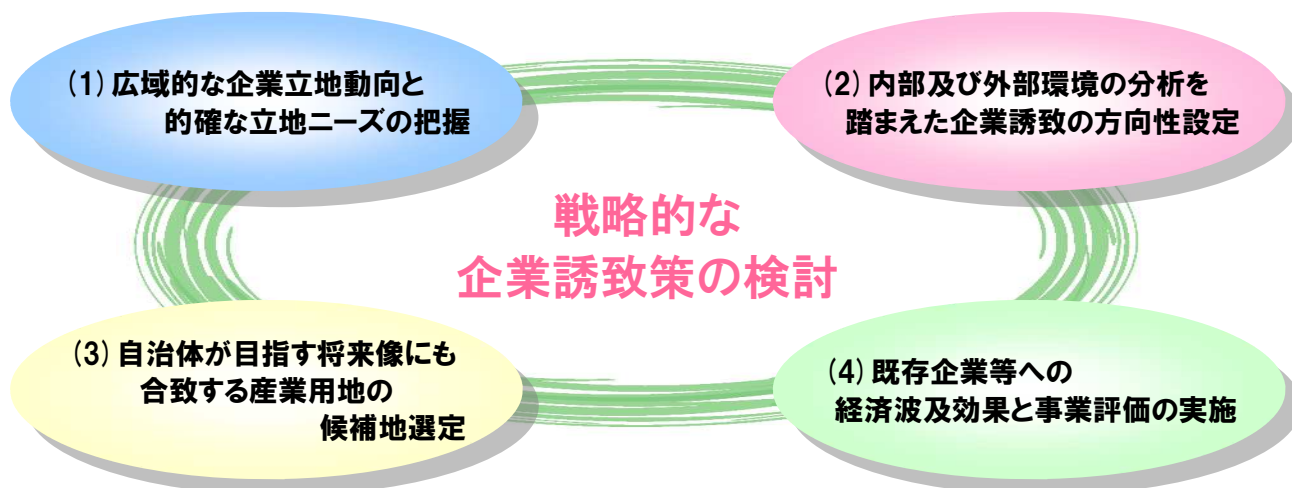 (1) 広域的な企業立地動向と
的確な立地ニーズの把握
(2) 内部及び外部環境の分析を
踏まえた企業誘致の方向性設定
戦略的な
企業誘致策の検討
(3) 自治体が目指す将来像にも
合致する産業用地の
候補地選定
(4) 既存企業等への
経済波及効果と事業評価の実施